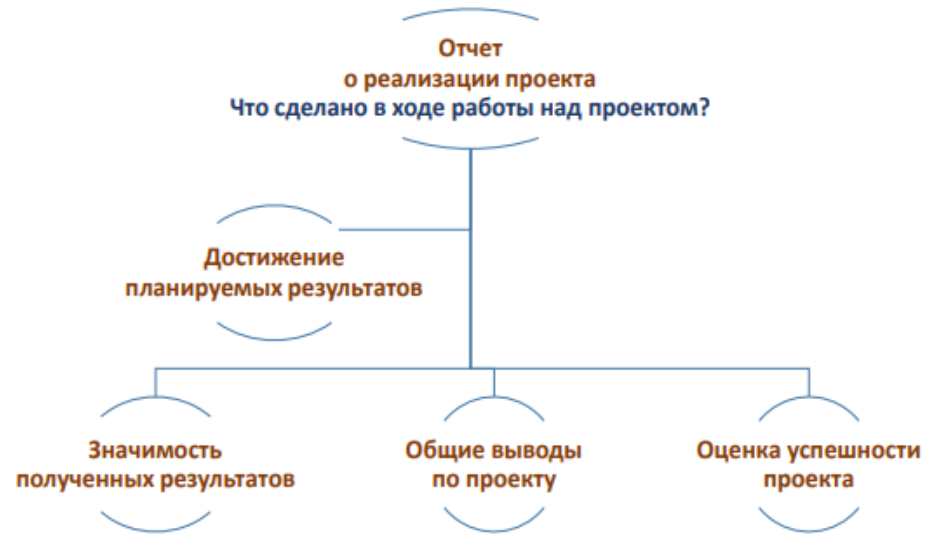 Отчет
о реализации проекта
Что сделано в ходе работы над проектом?
Достижение
планируемых результатов
Значимость
полученных результатов
Общие выводы
по проекту
Оценка успешности
проекта